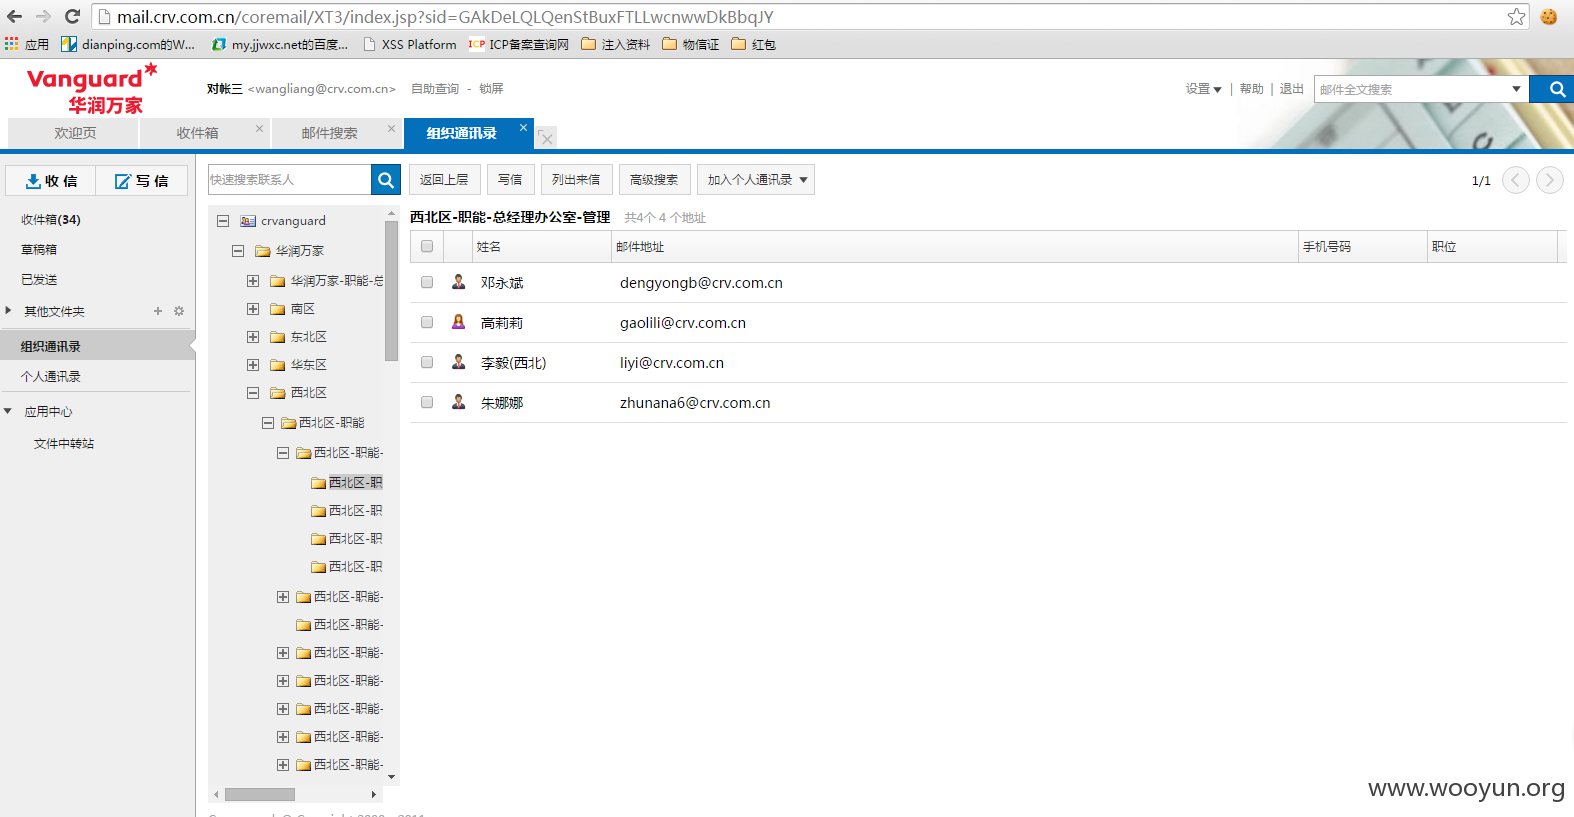 mail.crv.com.cn/coremail/XT3/index.jsp?sid=GAkDeLQLQenStBuxFTLLwcnwwDkBbqJY
应用 dianping.com的W... my.jjwxc.net的百度... XSS Platform ICP ICP备案查询网 注入资料 物信证 红包
Vanguard
华润万家
对帐三 <wangliang@crv.com.cn> 自助查询 - 锁屏
设置 | 帮助 | 退出 邮件全文搜索
欢迎页 收件箱 邮件搜索 组织通讯录
收信 写信
快速搜索联系人 返回上层 写信 列出来信 高级搜索 加入个人通讯录 1/1
收件箱(34)
草稿箱
已发送
其他文件夹
组织通讯录
个人通讯录
应用中心
文件中转站
crvanguard
华润万家
华润万家-职能-总
南区
东北区
华东区
西北区
西北区-职能
西北区-职能-
西北区-职
西北区-职
西北区-职
西北区-职
西北区-职能-
西北区-职能-
西北区-职能-
西北区-职能-
西北区-职能-
西北区-职能-
西北区-职能-
西北区-职能-总经理办公室-管理 共4个 4 个地址
姓名 邮件地址 手机号码 职位
邓永斌 dengyongb@crv.com.cn
高莉莉 gaolili@crv.com.cn
李毅(西北) liyi@crv.com.cn
朱娜娜 zhunana6@crv.com.cn
www.wooyun.org